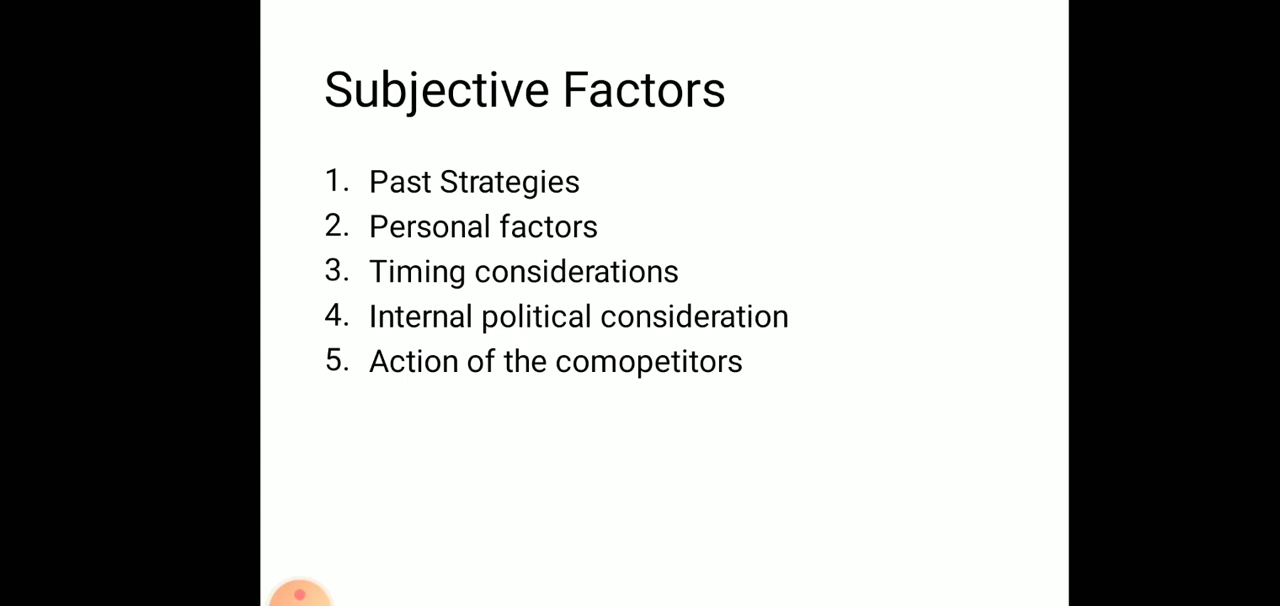 Subjective Factors
1. Past Strategies
2. Personal factors
3. Timing considerations
4. Internal political consideration
5. Action of the comopetitors